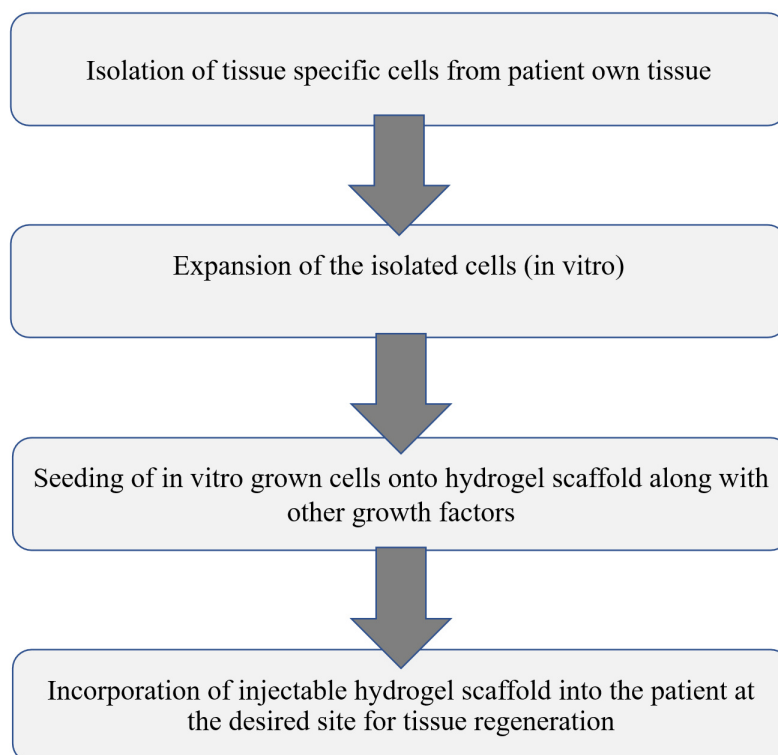 Isolation of tissue specific cells from patient own tissue
Expansion of the isolated cells (in vitro)
Seeding of in vitro grown cells onto hydrogel scaffold along with
other growth factors
Incorporation of injectable hydrogel scaffold into the patient at
the desired site for tissue regeneration